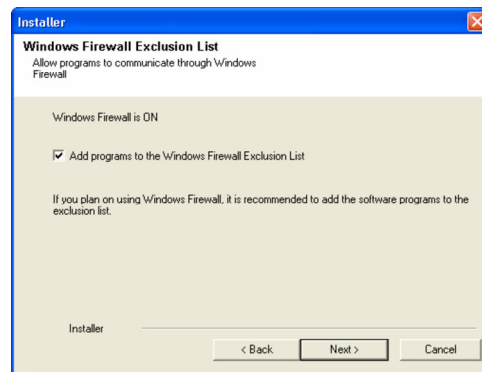 Installer
Windows Firewall Exclusion List
Allow programs to communicate through Windows
Firewall
Windows Firewall is ON
Add programs to the Windows Firewall Exclusion List
If you plan on using Windows Firewall, it is recommended to add the software programs to the
exclusion list.
Installer
< Back
Next >
Cancel